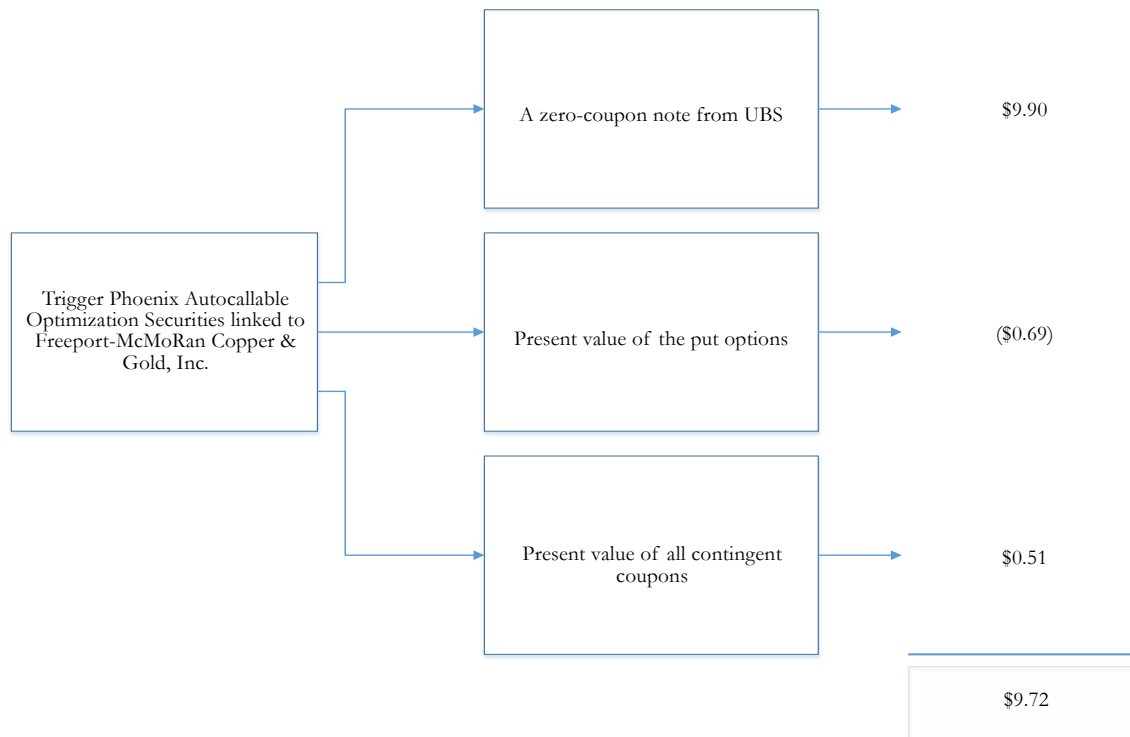 A zero-coupon note from UBS
$9.90
Trigger Phoenix Autocallable
Optimization Securities linked to
Freeport-McMoRan Copper &
Gold, Inc.
Present value of the put options
($0.69)
Present value of all contingent
coupons
$0.51
$9.72